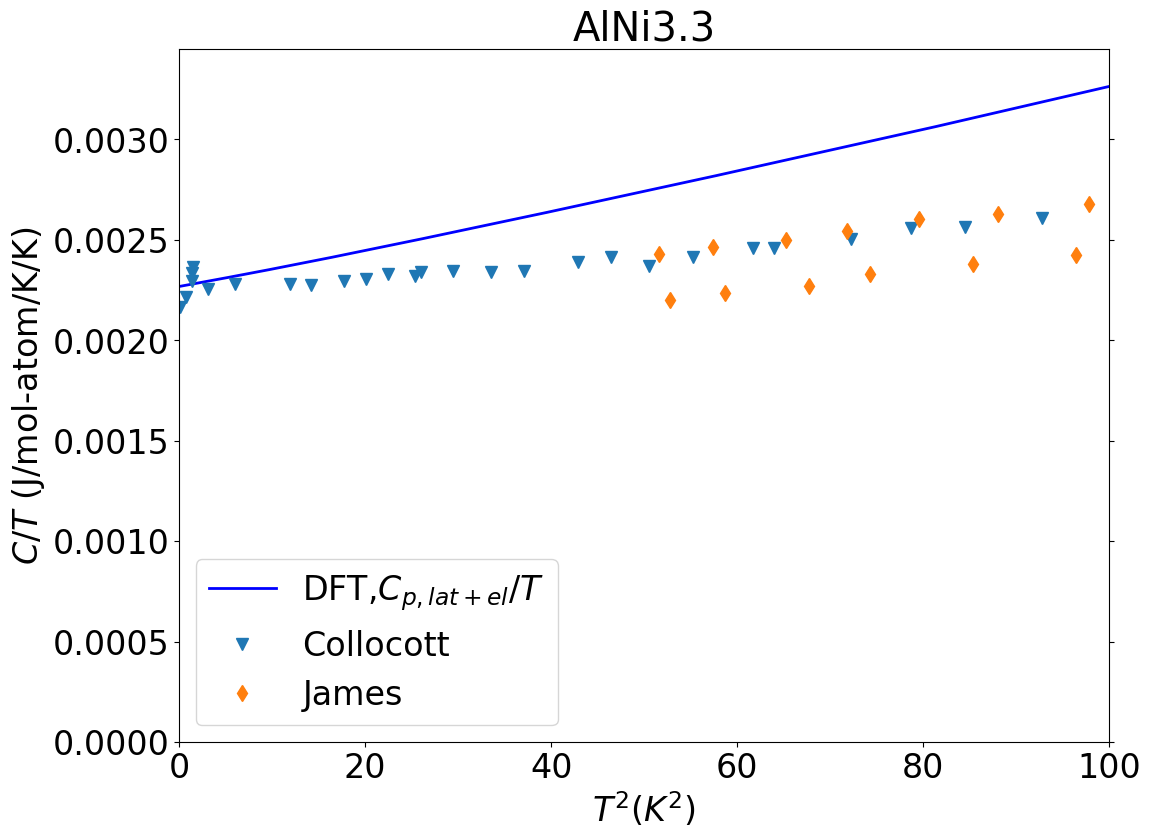 AlNi3.3
C/T (J/mol-atom/K/K)
0.0030
0.0025
0.0020
0.0015
0.0010
0.0005
0.0000
DFT,C_{p, lat+el}/T
Collocott
James
0 20 40 60 80 100
T^2(K^2)